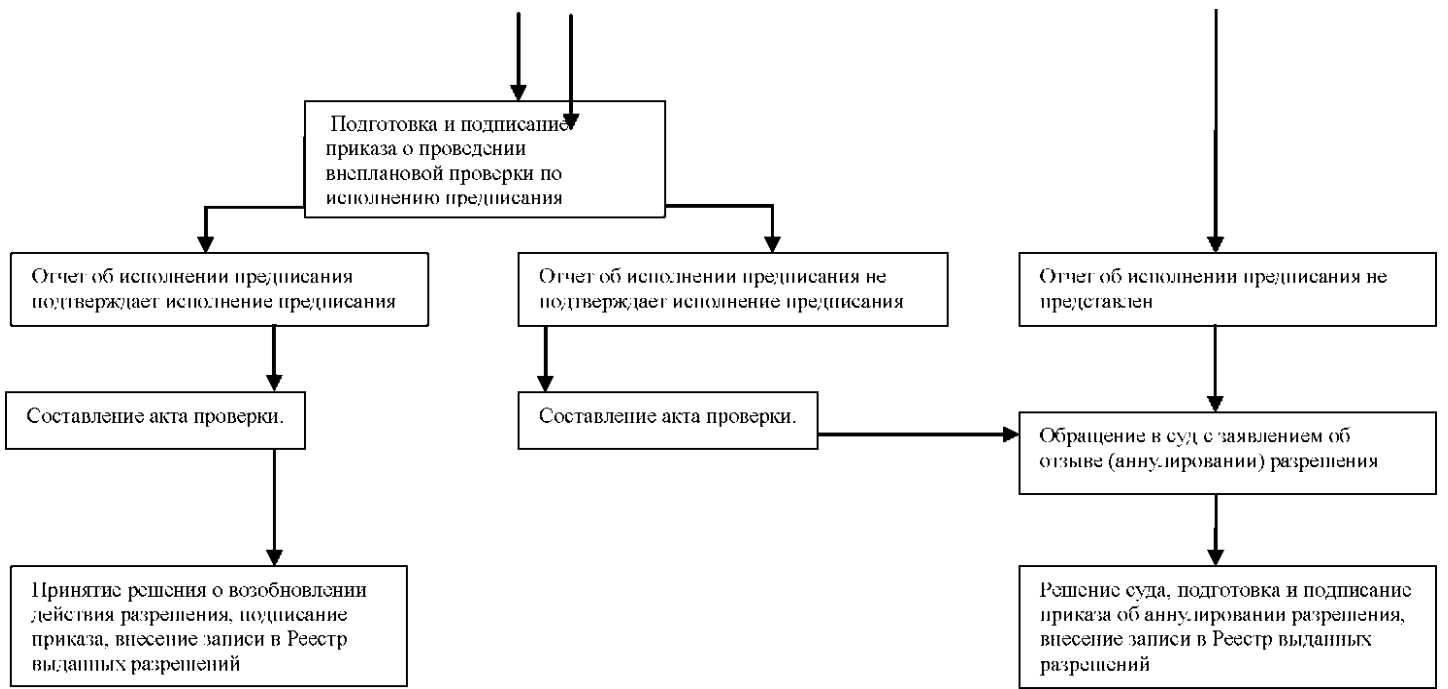 Подготовка и подписание
приказа о проведении
внеплановой проверки по
исполнению предписания
Отчет об исполнении предписания
подтверждает исполнение предписания
Отчет об исполнении предписания не
подтверждает исполнение предписания
Отчет об исполнении предписания не
представлен
Составление акта проверки.
Составление акта проверки.
Обращение в суд с заявлением об
отзыве (аннулировании) разрешения
Принятие решения о возобновлении
действия разрешения, подписание
приказа, внесение записи в Реестр
выданных разрешений
Решение суда, подготовка и подписание
приказа об аннулировании разрешения,
внесение записи в Реестр выданных
разрешений